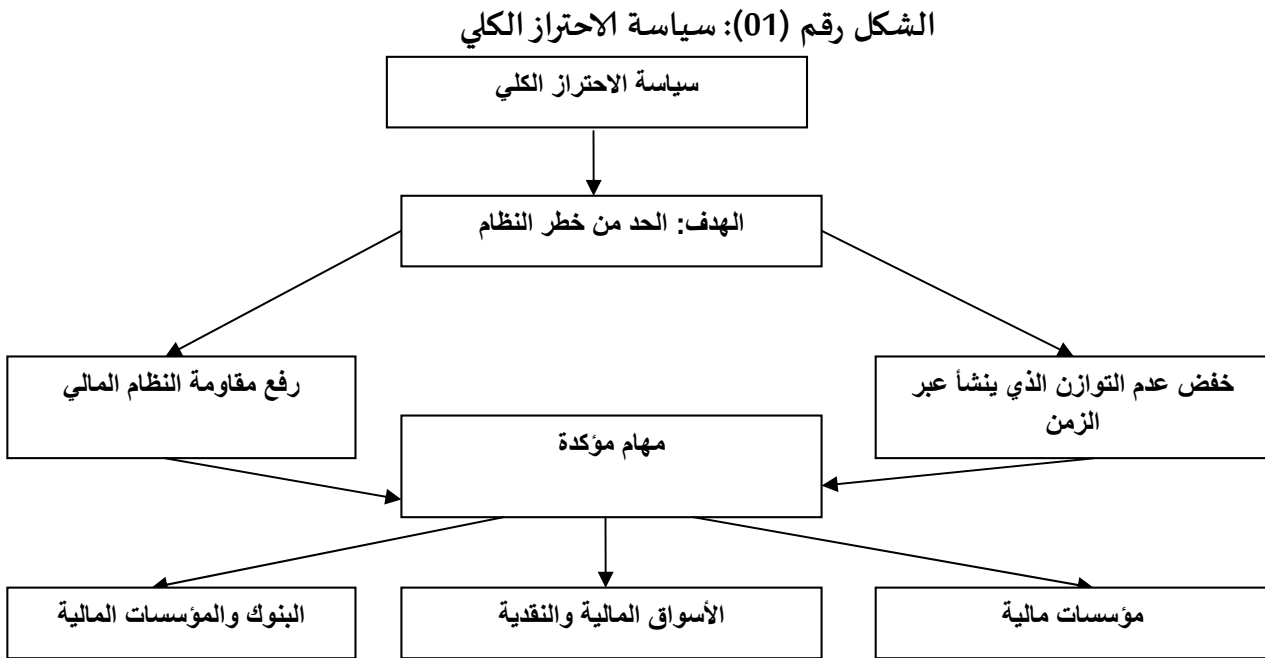 الشكل رقم (01): سياسة الاحتراز الكلي
سياسة الاحتراز الكلي
الهدف: الحد من خطر النظام
خفض عدم التوازن الذي ينشأ عبر
الزمن
رفع مقاومة النظام المالي
مهام مؤكدة
مؤسسات مالية
الأسواق المالية والنقدية
البنوك والمؤسسات المالية